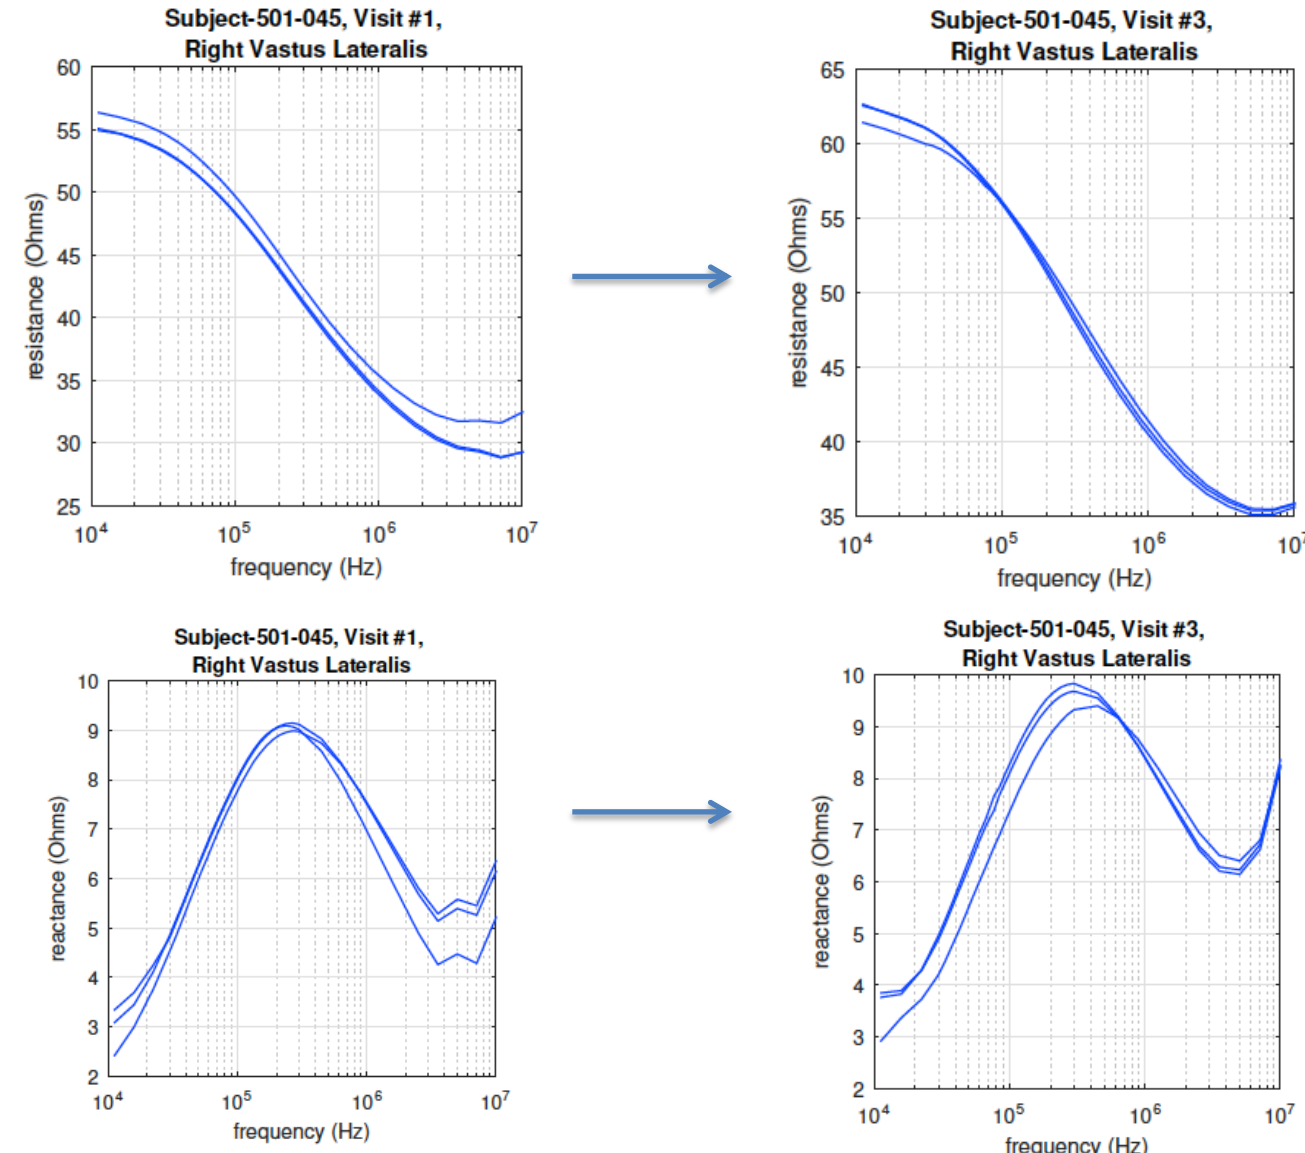 Subject-501-045, Visit #1,
Right Vastus Lateralis
60
55
50
45
40
35
30
25
resistance (Ohms)
10⁴ 10⁵ 10⁶ 10⁷
frequency (Hz)
Subject-501-045, Visit #3,
Right Vastus Lateralis
65
60
55
50
45
40
35
resistance (Ohms)
10⁴ 10⁵ 10⁶ 10⁷
frequency (Hz)
Subject-501-045, Visit #1,
Right Vastus Lateralis
10
9
8
7
6
5
4
3
2
reactance (Ohms)
10⁴ 10⁵ 10⁶ 10⁷
frequency (Hz)
Subject-501-045, Visit #3,
Right Vastus Lateralis
10
9
8
7
6
5
4
3
2
reactance (Ohms)
10⁴ 10⁵ 10⁶ 10⁷
frequency (Hz)